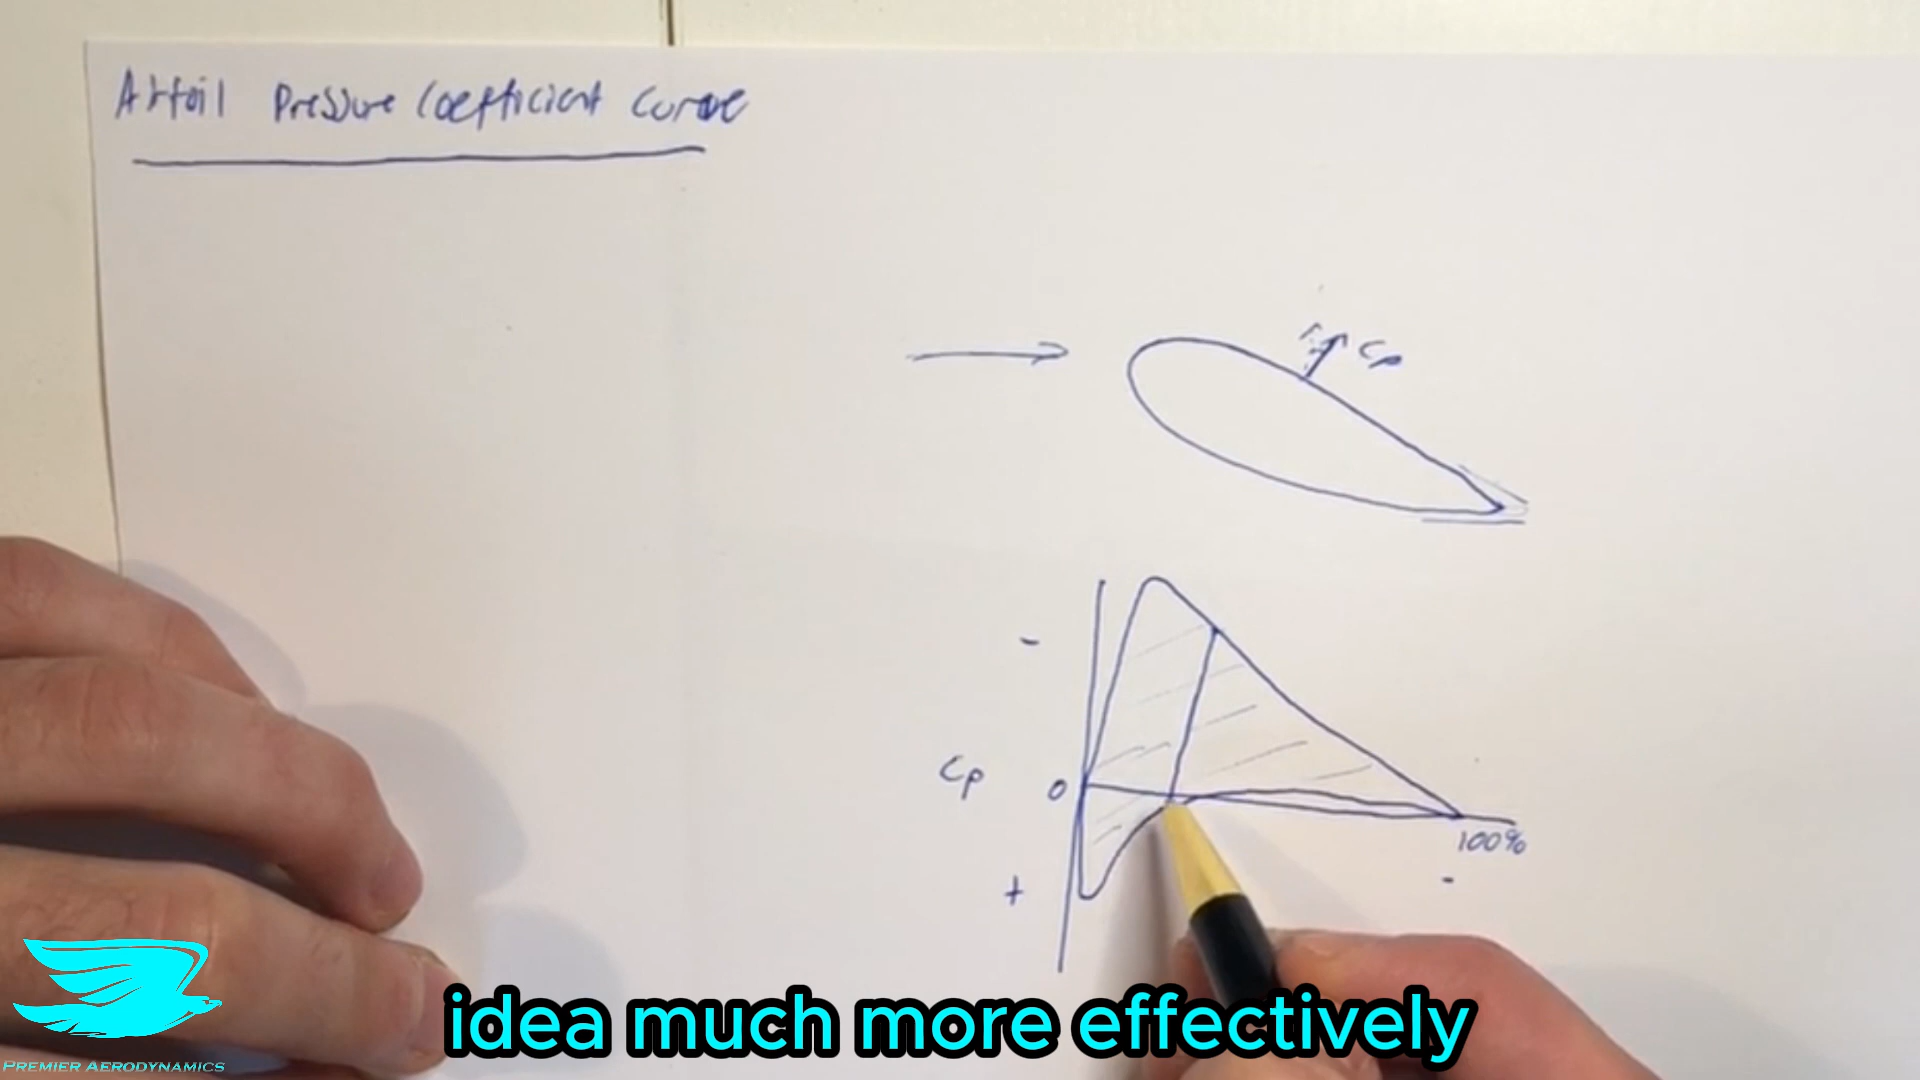 Airfoil Pressure Coefficient Curve
Cp
-
Cp
0
100%
-
+
idea much more effectively
PREMIER AERODYNAMICS